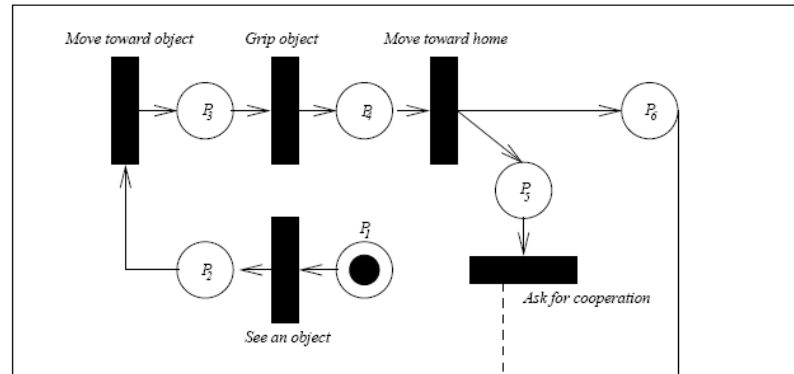 Move toward object
Grip object
Move toward home
P3
P4
P6
P5
P1
P2
Ask for cooperation
See an object